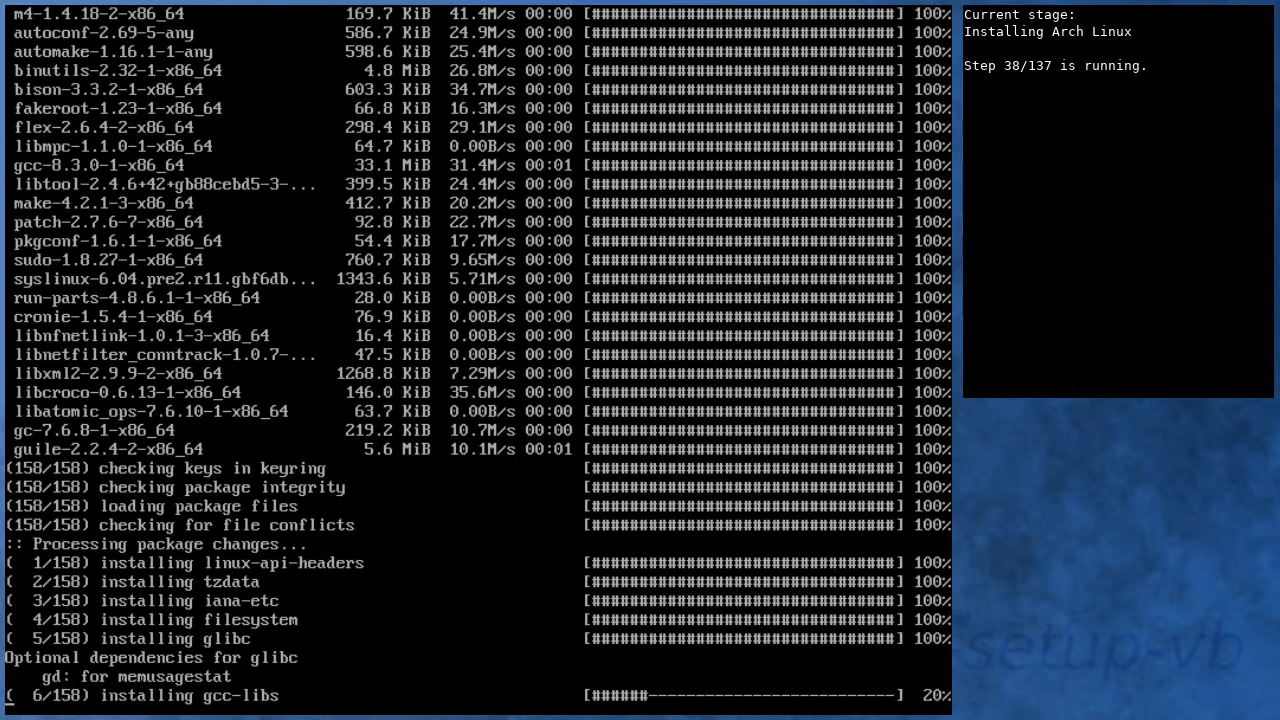 m4-1.4.18-2-x86_64 169.7 KiB 41.4M/s 00:00 [################################] 100%
autoconf-2.69-5-any 586.7 KiB 24.9M/s 00:00 [################################] 100%
automake-1.16.1-1-any 598.6 KiB 25.4M/s 00:00 [################################] 100%
binutils-2.32-1-x86_64 4.8 MiB 26.8M/s 00:00 [################################] 100%
bison-3.3.2-1-x86_64 603.3 KiB 34.7M/s 00:00 [################################] 100%
fakeroot-1.23-1-x86_64 66.8 KiB 16.3M/s 00:00 [################################] 100%
flex-2.6.4-2-x86_64 298.4 KiB 29.1M/s 00:00 [################################] 100%
libmpc-1.1.0-1-x86_64 64.7 KiB 0.00B/s 00:00 [################################] 100%
gcc-8.3.0-1-x86_64 33.1 MiB 31.4M/s 00:01 [################################] 100%
libtool-2.4.6+42+gb88cebd5-3-... 399.5 KiB 24.4M/s 00:00 [################################] 100%
make-4.2.1-3-x86_64 412.7 KiB 20.2M/s 00:00 [################################] 100%
patch-2.7.6-7-x86_64 92.8 KiB 22.7M/s 00:00 [################################] 100%
pkgconf-1.6.1-1-x86_64 54.4 KiB 17.7M/s 00:00 [################################] 100%
sudo-1.8.27-1-x86_64 760.7 KiB 9.65M/s 00:00 [################################] 100%
syslinux-6.04.pre2.r11.gbf6db... 1343.6 KiB 5.71M/s 00:00 [################################] 100%
run-parts-4.8.6.1-1-x86_64 28.0 KiB 0.00B/s 00:00 [################################] 100%
cronie-1.5.4-1-x86_64 76.9 KiB 0.00B/s 00:00 [################################] 100%
libnfnetlink-1.0.1-3-x86_64 16.4 KiB 0.00B/s 00:00 [################################] 100%
libnetfilter_conntrack-1.0.7-... 47.5 KiB 0.00B/s 00:00 [################################] 100%
libxml2-2.9.9-2-x86_64 1268.8 KiB 7.29M/s 00:00 [################################] 100%
libcroco-0.6.13-1-x86_64 146.0 KiB 35.6M/s 00:00 [################################] 100%
libatomic_ops-7.6.10-1-x86_64 63.7 KiB 0.00B/s 00:00 [################################] 100%
gc-7.6.8-1-x86_64 219.2 KiB 10.7M/s 00:00 [################################] 100%
guile-2.2.4-2-x86_64 5.6 MiB 10.1M/s 00:01 [################################] 100%
(158/158) checking keys in keyring [################################] 100%
(158/158) checking package integrity [################################] 100%
(158/158) loading package files [################################] 100%
(158/158) checking for file conflicts [################################] 100%
:: Processing package changes...
( 1/158) installing linux-api-headers [################################] 100%
( 2/158) installing tzdata [################################] 100%
( 3/158) installing iana-etc [################################] 100%
( 4/158) installing filesystem [################################] 100%
( 5/158) installing glibc [################################] 100%
Optional dependencies for glibc
gd: for memusagestat
( 6/158) installing gcc-libs [######--------------------------] 20%
Current stage:
Installing Arch Linux
Step 38/137 is running.
setup-vb